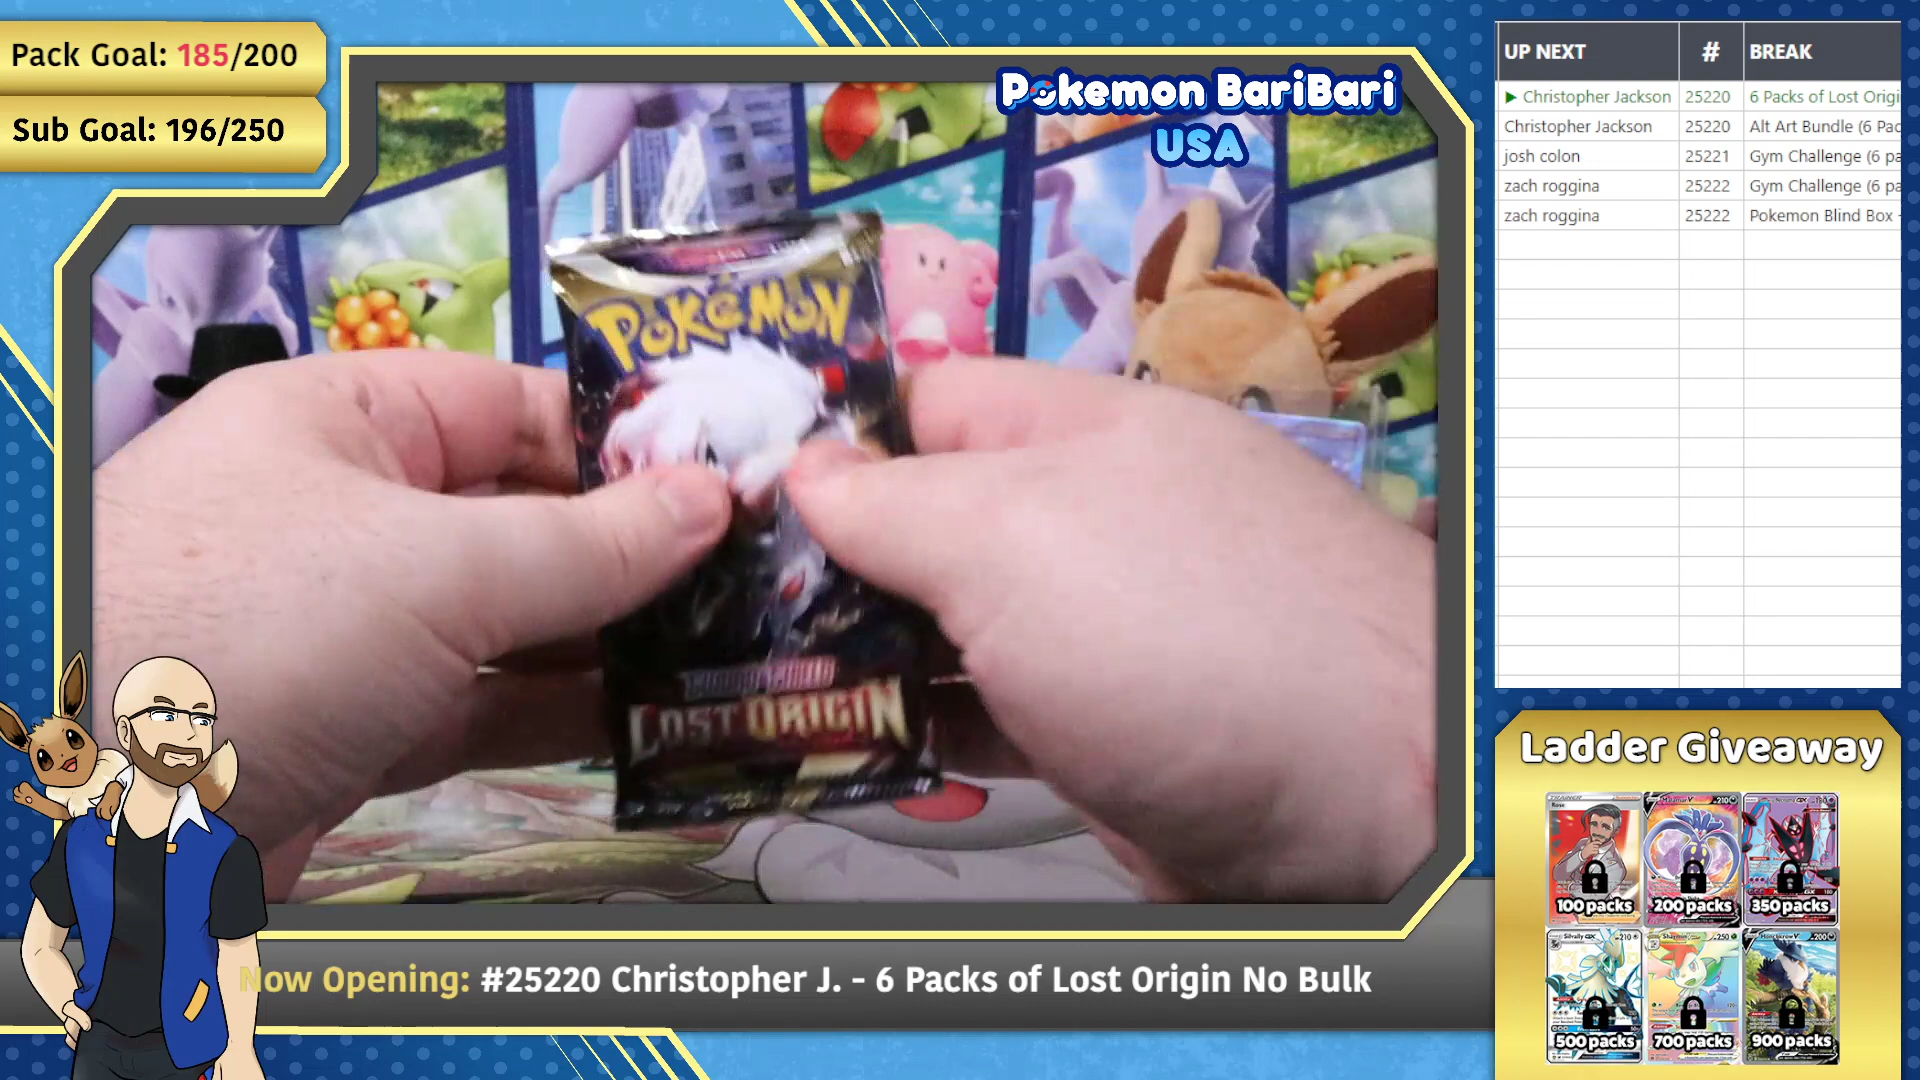 Pack Goal: 185/200
Sub Goal: 196/250
Pokemon BariBari
USA
POKéMON
LOST ORIGIN
UP NEXT # BREAK
▶ Christopher Jackson 25220 6 Packs of Lost Origi
Christopher Jackson 25220 Alt Art Bundle (6 Pac
josh colon 25221 Gym Challenge (6 pa
zach roggina 25222 Gym Challenge (6 pa
zach roggina 25222 Pokemon Blind Box -
Ladder Giveaway
TRAINER
Rose
100 packs 200 packs 350 packs
500 packs 700 packs 900 packs
Now Opening: #25220 Christopher J. - 6 Packs of Lost Origin No Bulk